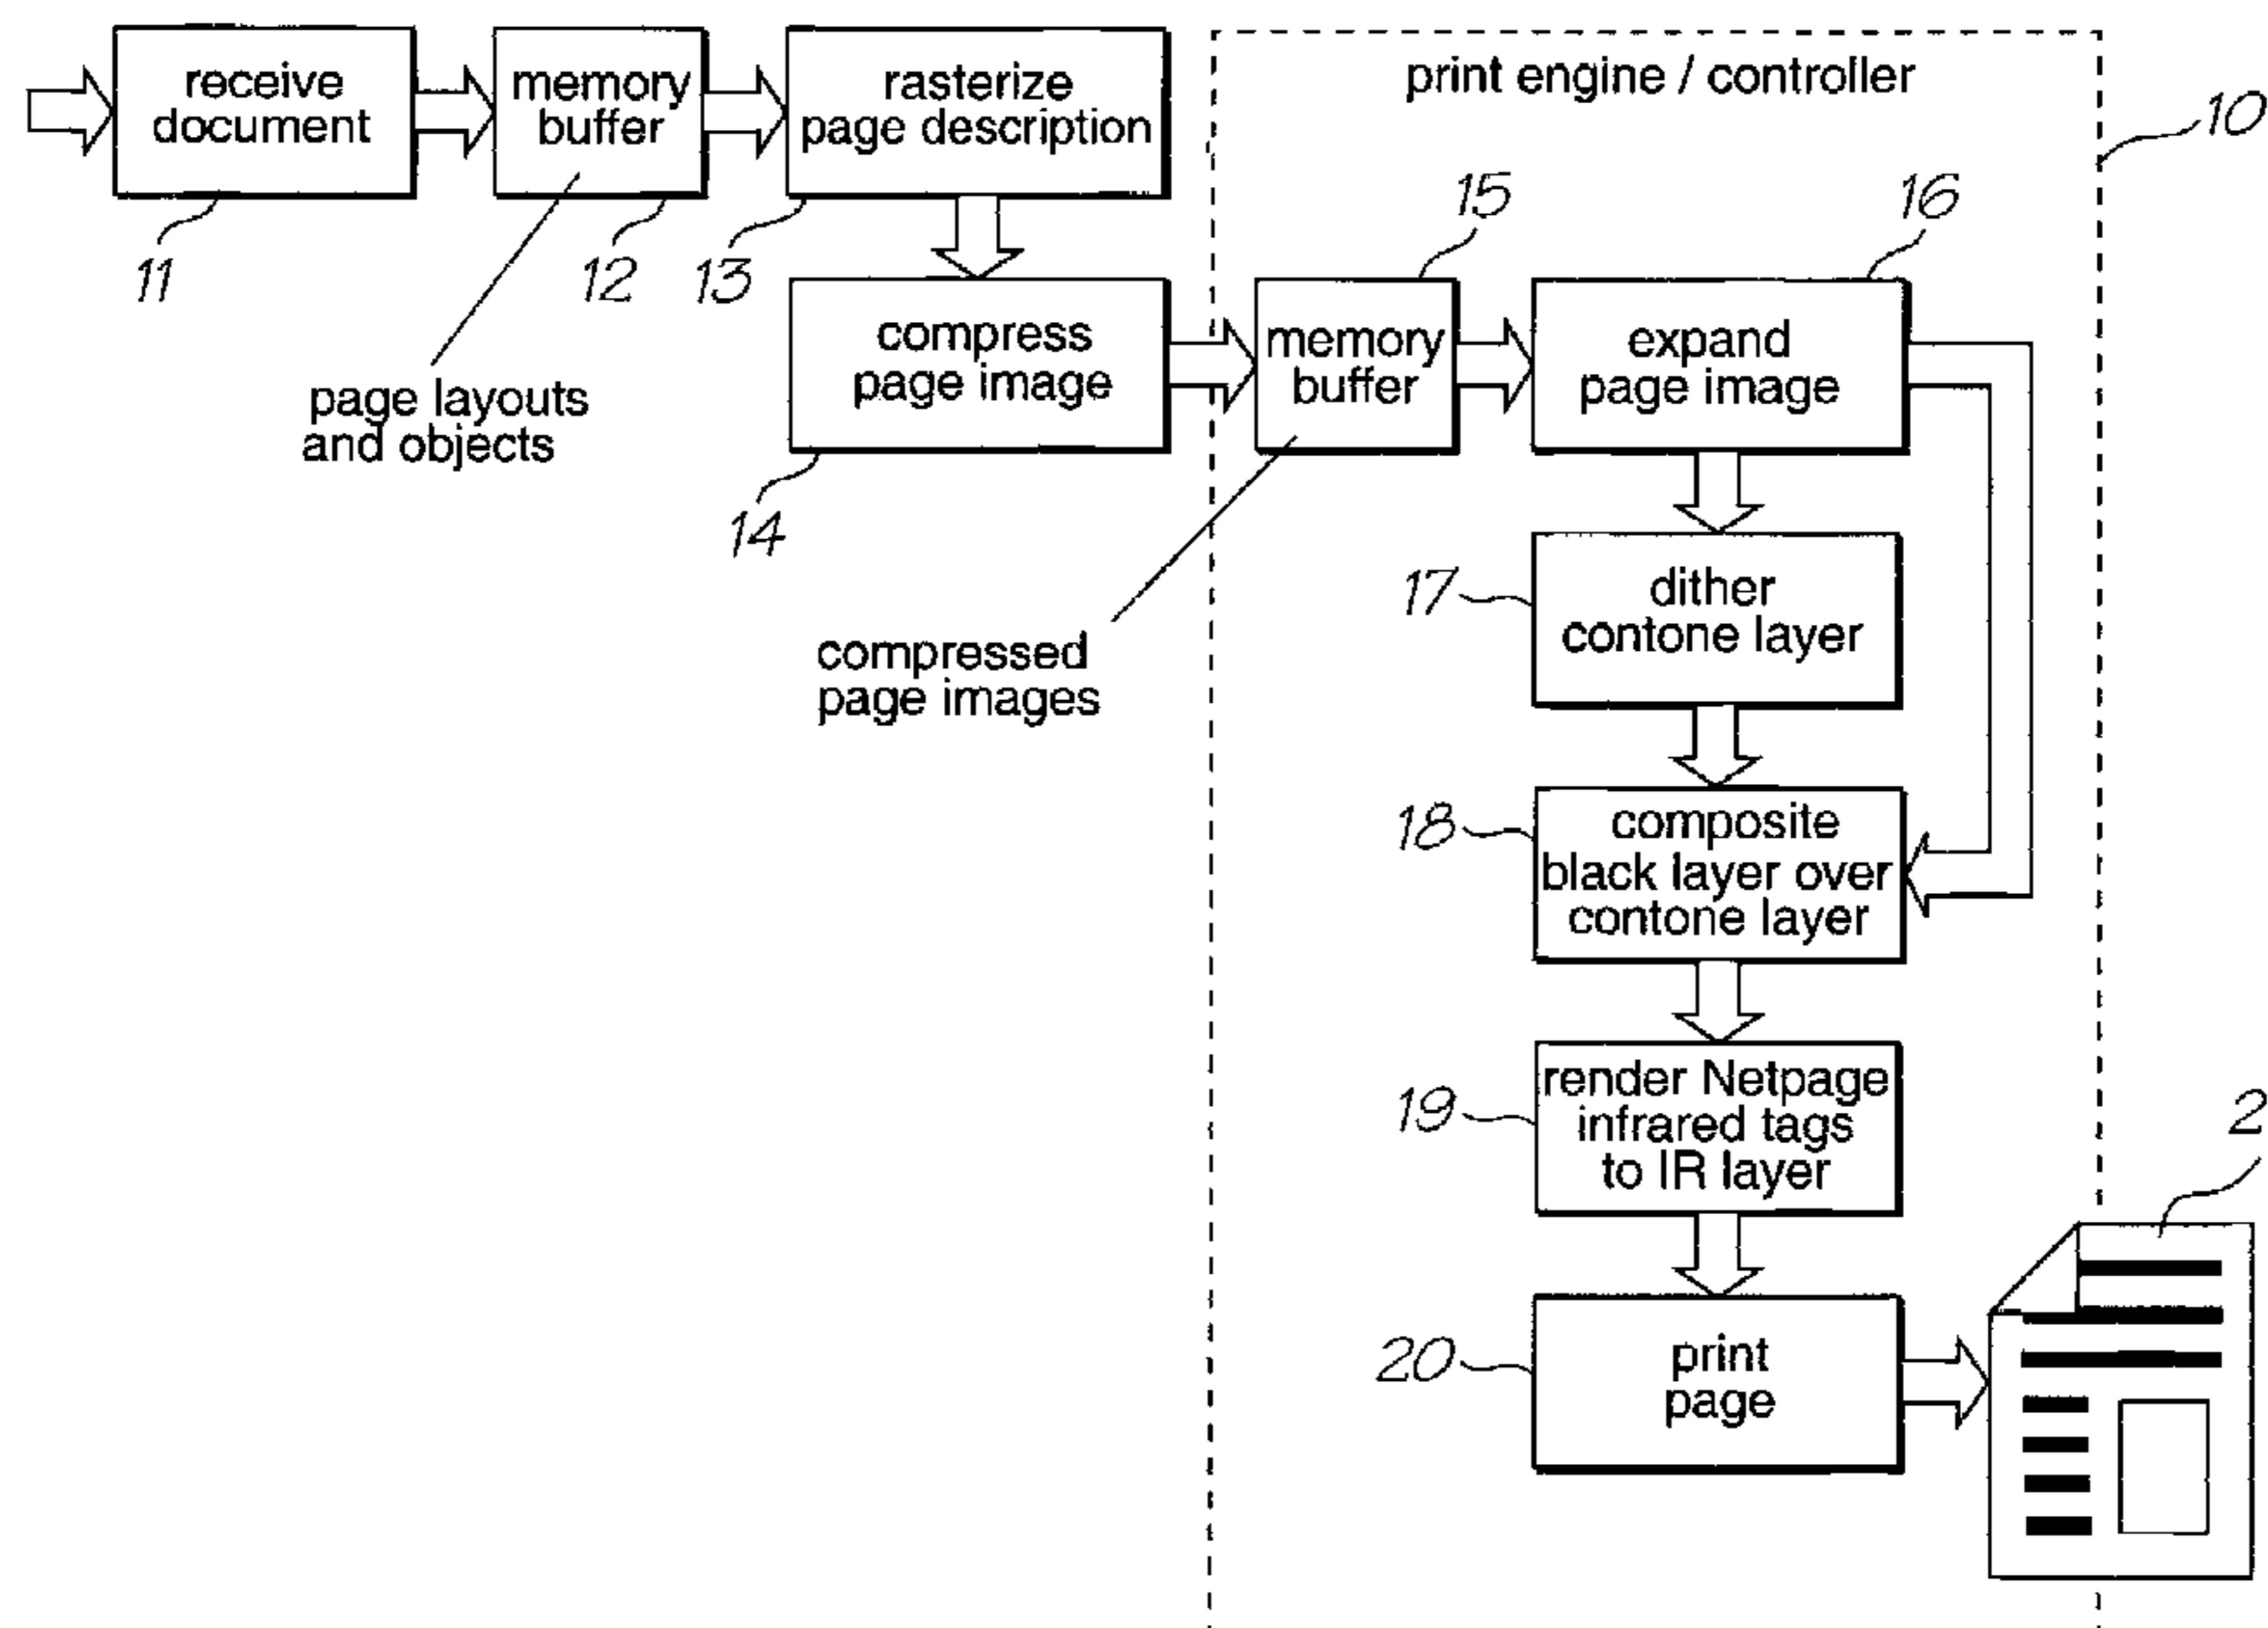 receive
document
memory
buffer
rasterize
page description
print engine / controller
10
11
12
13
15
16
page layouts
and objects
compress
page image
memory
buffer
expand
page image
14
compressed
page images
17
dither
contone layer
18
composite
black layer over
contone layer
19
render Netpage
infrared tags
to IR layer
2
20
print
page